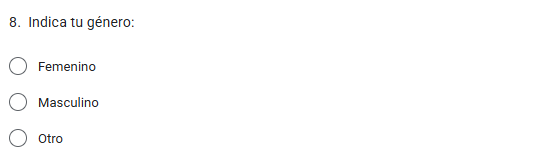 8. Indica tu género:
Femenino
Masculino
Otro